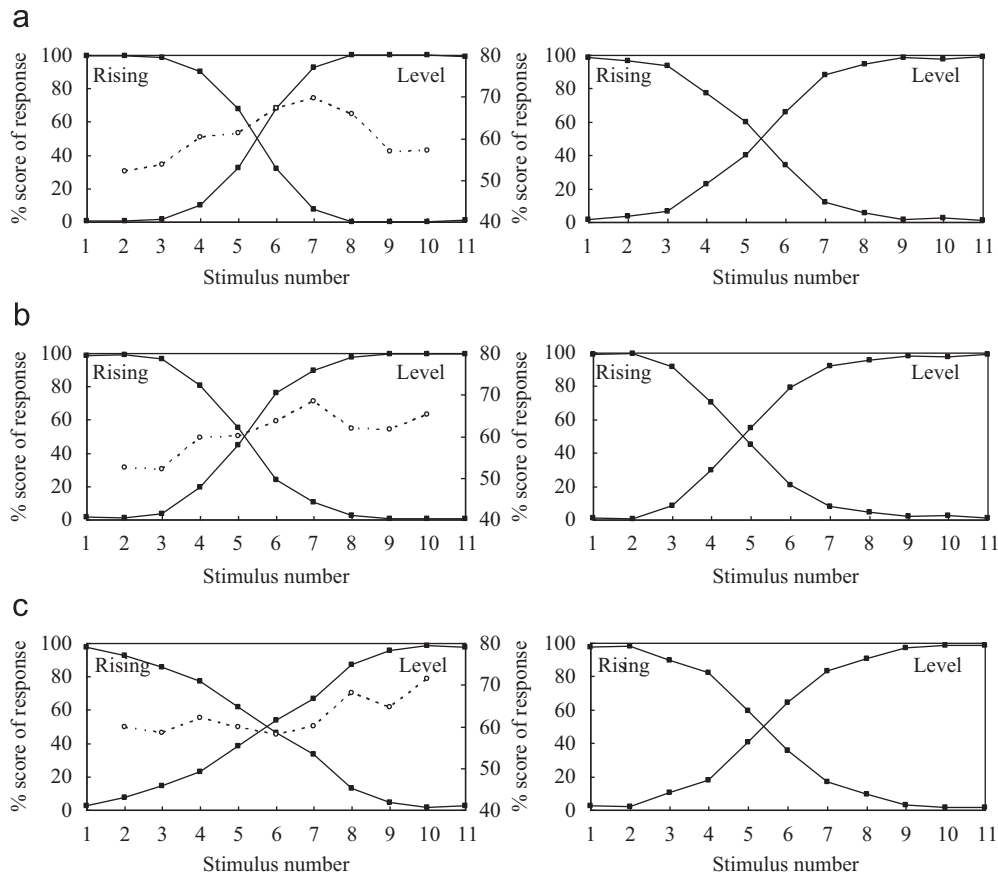 a
100 80 100
Rising Level Rising Level
80 70 80
60 60 60
40 40
20 50 20
0 40 0
% score of response % score of response
1 2 3 4 5 6 7 8 9 10 11 1 2 3 4 5 6 7 8 9 10 11
Stimulus number Stimulus number
b
100 80 100
Rising Level Rising Level
80 70 80
60 60 60
40 40
20 50 20
0 40 0
% score of response % score of response
1 2 3 4 5 6 7 8 9 10 11 1 2 3 4 5 6 7 8 9 10 11
Stimulus number Stimulus number
c
100 80 100
Rising Level Rising Level
80 70 80
60 60 60
40 40
20 50 20
0 40 0
% score of response % score of response
1 2 3 4 5 6 7 8 9 10 11 1 2 3 4 5 6 7 8 9 10 11
Stimulus number Stimulus number